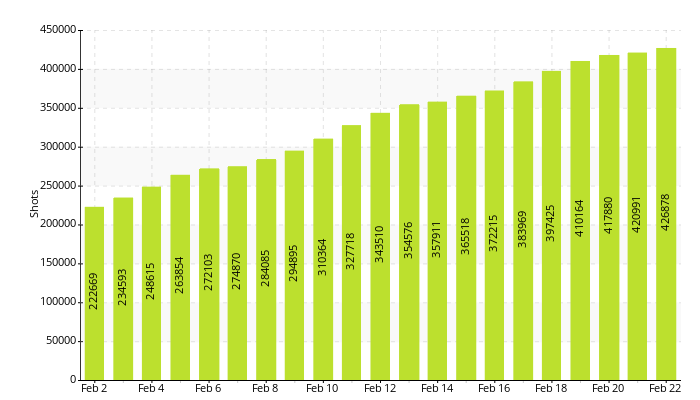 450000
400000
350000
300000
250000
200000
150000
100000
50000
0
Shots
222669
234593
248615
263854
272103
274870
284085
294895
310364
327718
343510
354576
357911
365518
372215
383969
397425
410164
417880
420991
426878
Feb 2
Feb 4
Feb 6
Feb 8
Feb 10
Feb 12
Feb 14
Feb 16
Feb 18
Feb 20
Feb 22